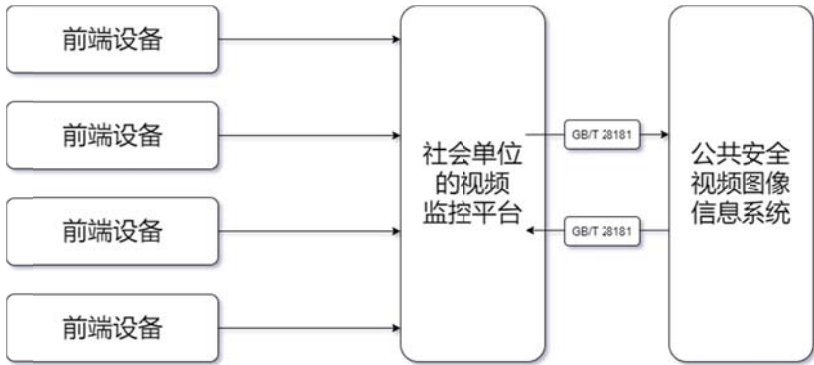 前端设备
前端设备
前端设备
前端设备
社会单位
的视频
监控平台
GB/T 28181
GB/T 28181
公共安全
视频图像
信息系统